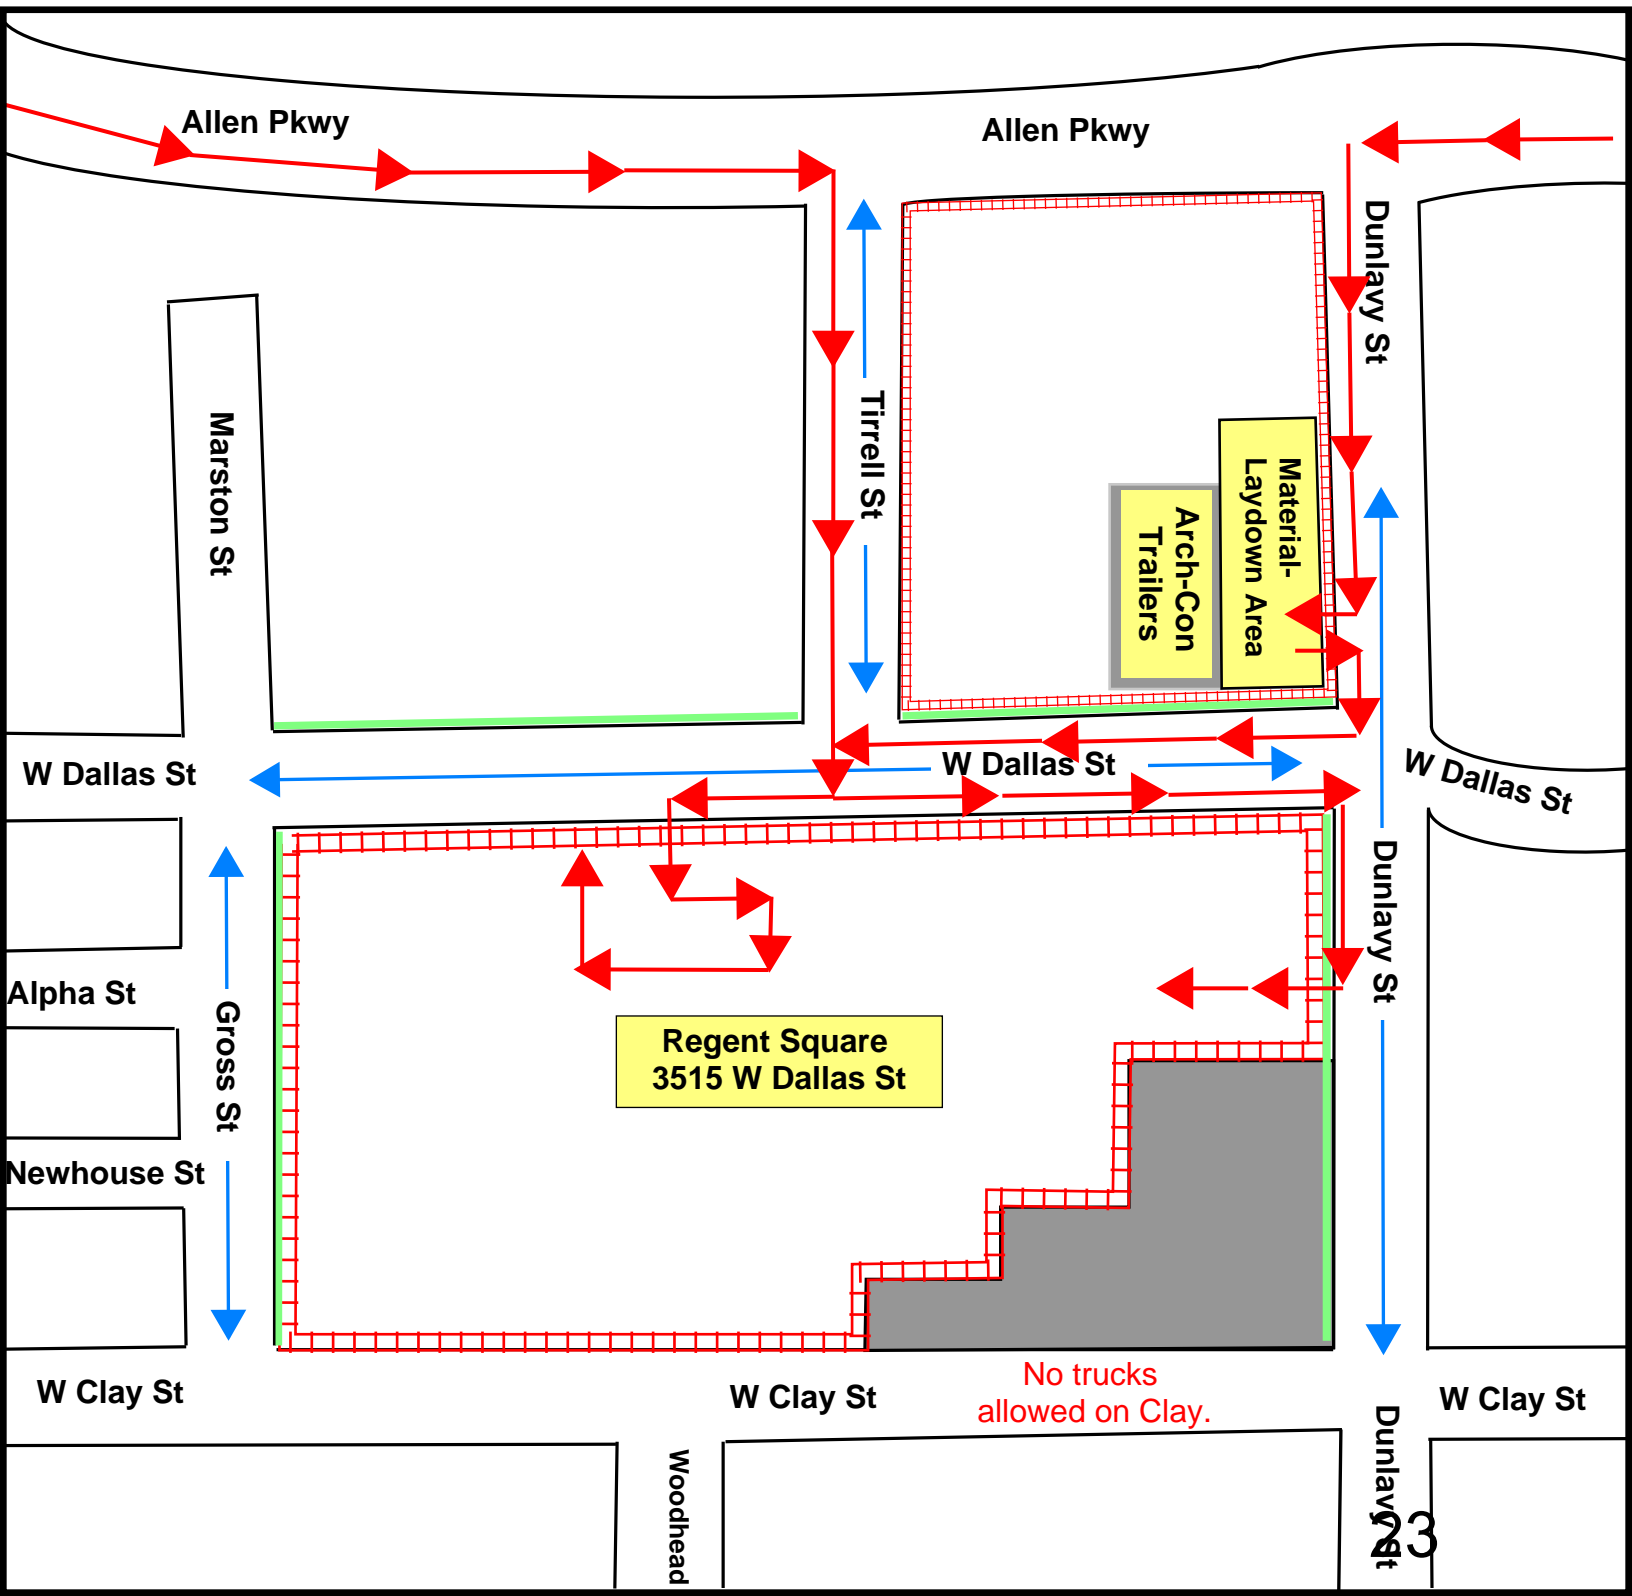 Allen Pkwy
Allen Pkwy
Dunlavy St
Tirrell St
Marston St
Material-
Laydown Area
Arch-Con
Trailers
W Dallas St
W Dallas St
W Dallas St
Dunlavy St
Alpha St
Gross St
Regent Square
3515 W Dallas St
Newhouse St
No trucks
allowed on Clay.
W Clay St
W Clay St
W Clay St
Woodhead
Dunlavy St
23